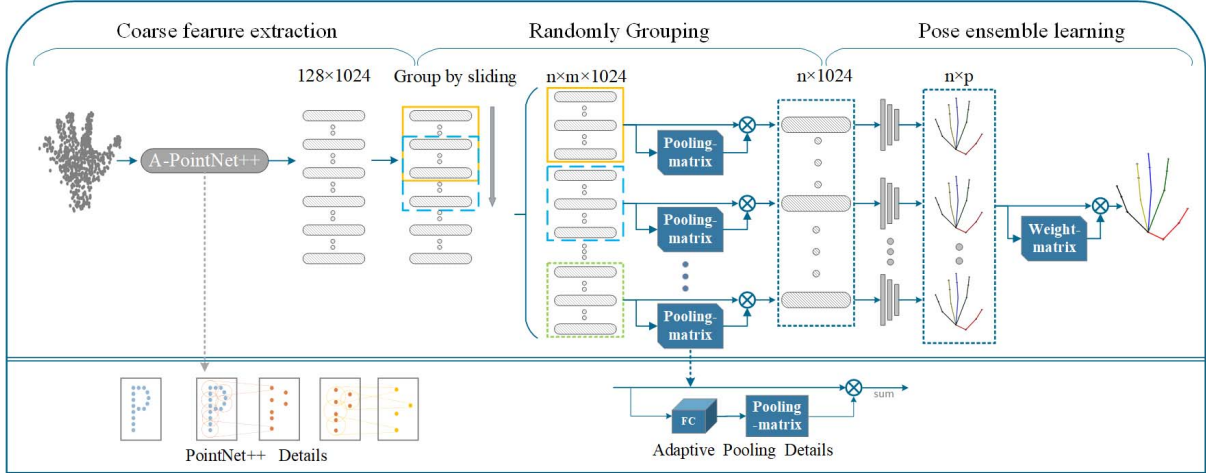 Coarse fearure extraction
Randomly Grouping
Pose ensemble learning
128×1024
Group by sliding
n×m×1024
n×1024
n×p
A-PointNet++
Pooling-
matrix
Pooling-
matrix
Pooling-
matrix
Weight-
matrix
FC
Pooling
-matrix
sum
PointNet++ Details
Adaptive Pooling Details